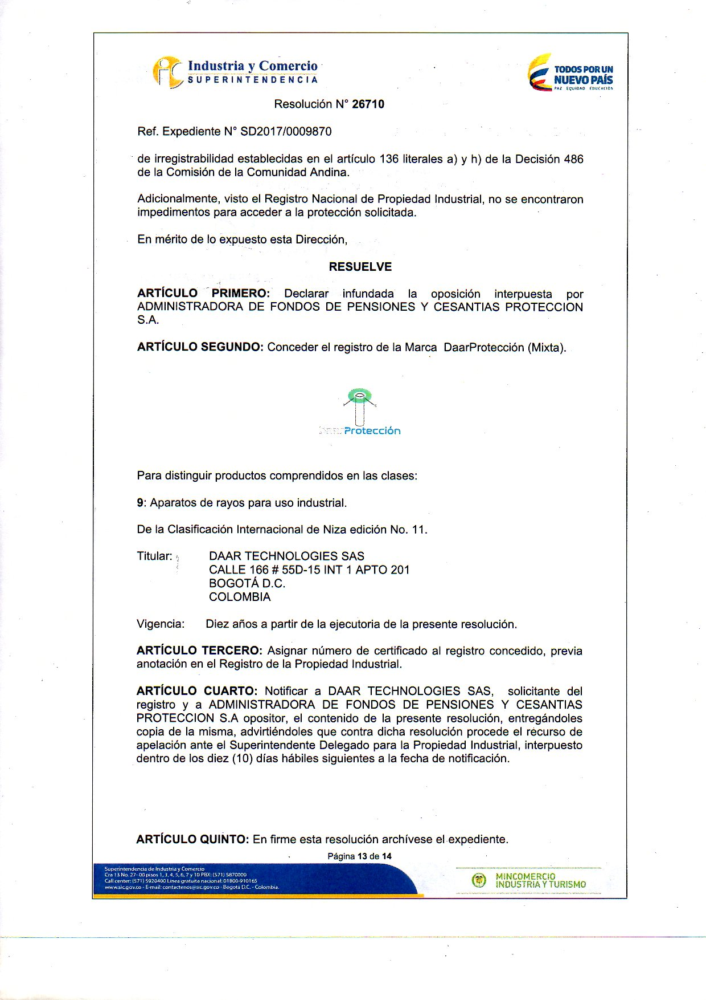 Industria y Comercio
SUPERINTENDENCIA
TODOS POR UN
NUEVO PAÍS
PAZ EQUIDAD EDUCACIÓN
Resolución N° 26710
Ref. Expediente N° SD2017/0009870
de irregistrabilidad establecidas en el artículo 136 literales a) y h) de la Decisión 486
de la Comisión de la Comunidad Andina.
Adicionalmente, visto el Registro Nacional de Propiedad Industrial, no se encontraron
impedimentos para acceder a la protección solicitada.
En mérito de lo expuesto esta Dirección,
RESUELVE
ARTÍCULO PRIMERO: Declarar infundada la oposición interpuesta por
ADMINISTRADORA DE FONDOS DE PENSIONES Y CESANTIAS PROTECCION
S.A.
ARTÍCULO SEGUNDO: Conceder el registro de la Marca DaarProtección (Mixta).
Protección
Para distinguir productos comprendidos en las clases:
9: Aparatos de rayos para uso industrial.
De la Clasificación Internacional de Niza edición No. 11.
Titular: DAAR TECHNOLOGIES SAS
CALLE 166 # 55D-15 INT 1 APTO 201
BOGOTÁ D.C.
COLOMBIA
Vigencia: Diez años a partir de la ejecutoria de la presente resolución.
ARTÍCULO TERCERO: Asignar número de certificado al registro concedido, previa
anotación en el Registro de la Propiedad Industrial.
ARTÍCULO CUARTO: Notificar a DAAR TECHNOLOGIES SAS, solicitante del
registro y a ADMINISTRADORA DE FONDOS DE PENSIONES Y CESANTIAS
PROTECCION S.A opositor, el contenido de la presente resolución, entregándoles
copia de la misma, advirtiéndoles que contra dicha resolución procede el recurso de
apelación ante el Superintendente Delegado para la Propiedad Industrial, interpuesto
dentro de los diez (10) días hábiles siguientes a la fecha de notificación.
ARTÍCULO QUINTO: En firme esta resolución archívese el expediente.
Página 13 de 14
Superintendencia de Industria y Comercio
Cra 13 No. 27- 00 pisos 1, 3, 4, 5, 6, 7 y 10 PBX: (571) 5870000
Call center: (571) 5920400 Línea gratuita nacional: 01800-910165
www.sic.gov.co - E-mail: contactenos@sic.gov.co - Bogotá D.C. - Colombia.
MINCOMERCIO
INDUSTRIA Y TURISMO